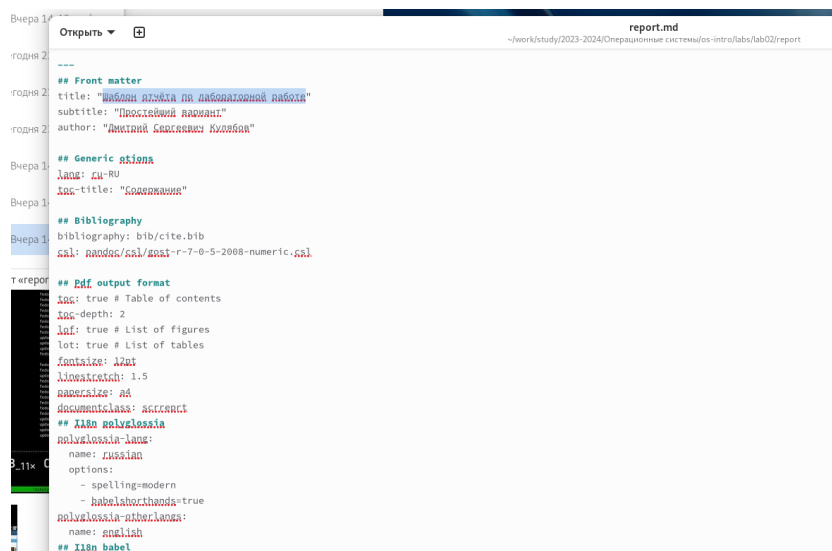 Вчера 14
Открыть
report.md
~/work/study/2023-2024/Операционные системы/os-intro/labs/lab02/report
---
## Front matter
title: "Шаблон отчёта по лабораторной работе"
subtitle: "Простейший вариант"
author: "Дмитрий Сергеевич Кулябов"
## Generic otions
lang: ru-RU
toc-title: "Содержание"
## Bibliography
bibliography: bib/cite.bib
csl: pandoc/csl/gost-r-7-0-5-2008-numeric.csl
## Pdf output format
toc: true # Table of contents
toc-depth: 2
lof: true # List of figures
lot: true # List of tables
fontsize: 12pt
linestretch: 1.5
papersize: a4
documentclass: scrreprt
## I18n polyglossia
polyglossia-lang:
name: russian
options:
- spelling=modern
- babelshorthands=true
polyglossia-otherlangs:
name: english
## I18n babel
годня 2
годня 2
годня 2
Вчера 1
Вчера 1
Вчера 1
т «repor